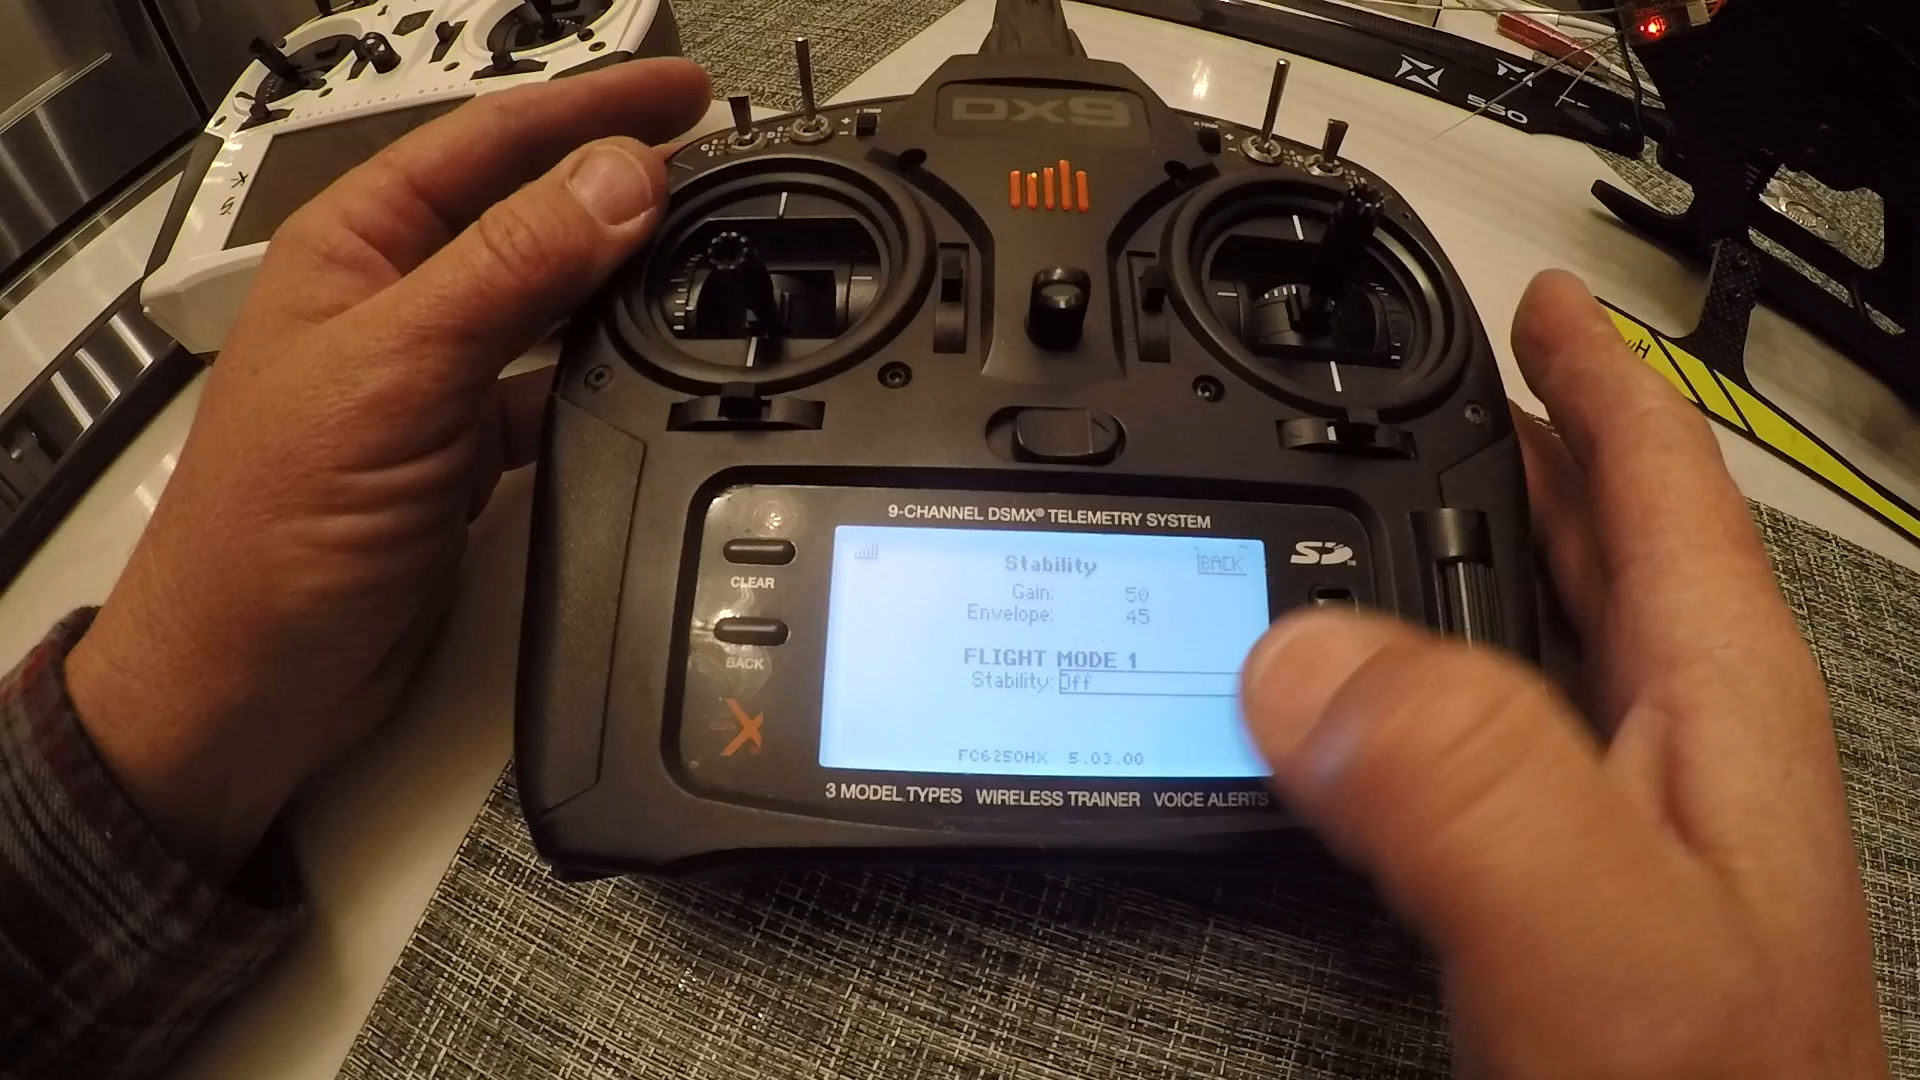 DX9
550
9-CHANNEL DSMX® TELEMETRY SYSTEM
Stability
BACK
Gain: 50
Envelope: 45
FLIGHT MODE 1
Stability: Off
FC6250HX 5.03.00
CLEAR
BACK
SD
3 MODEL TYPES WIRELESS TRAINER VOICE ALERTS